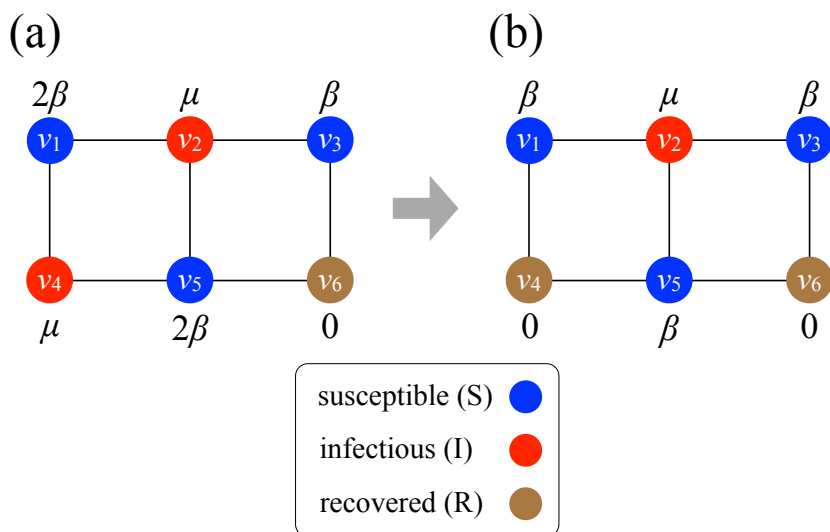 (a) (b)
2β μ β β μ β
v1 v2 v3 v1 v2 v3
v4 v5 v6 v4 v5 v6
μ 2β 0 0 β 0
susceptible (S)
infectious (I)
recovered (R)